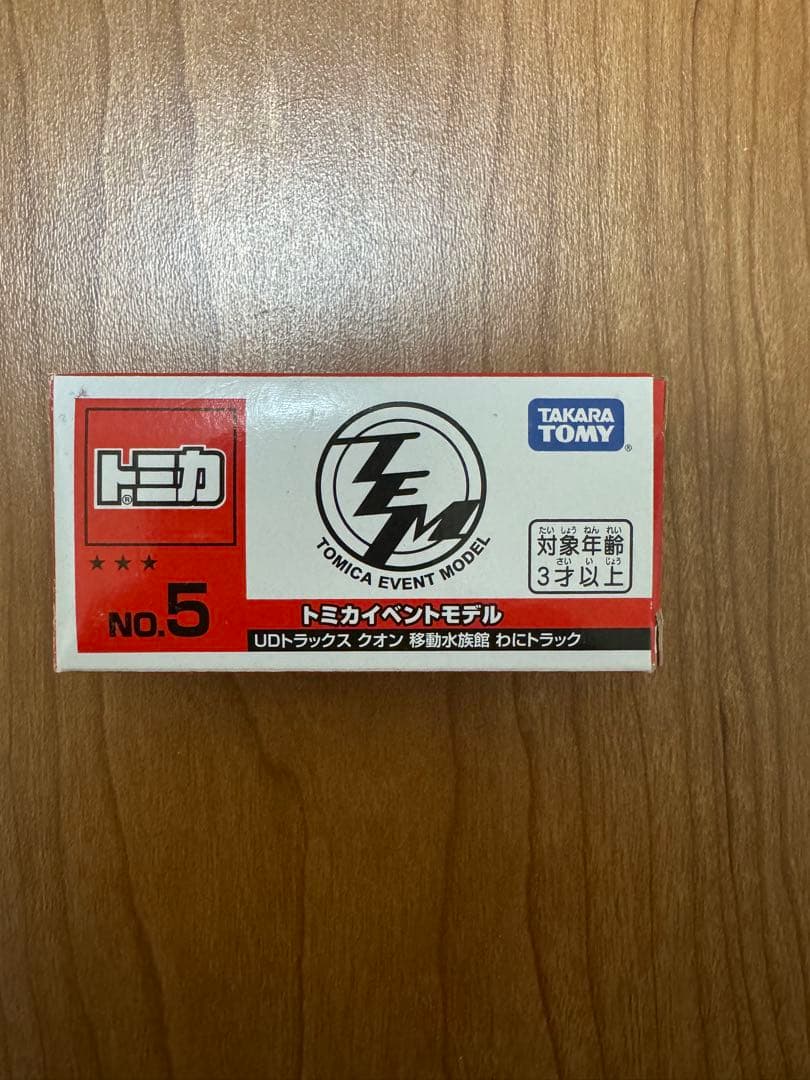 トミカ®
★★★
NO.5
TEM
TOMICA EVENT MODEL
TAKARA
TOMY®
たいしょうねんれい
対象年齢
さいいじょう
3才以上
トミカイベントモデル
UDトラックス クオン 移動水族館 わにトラック